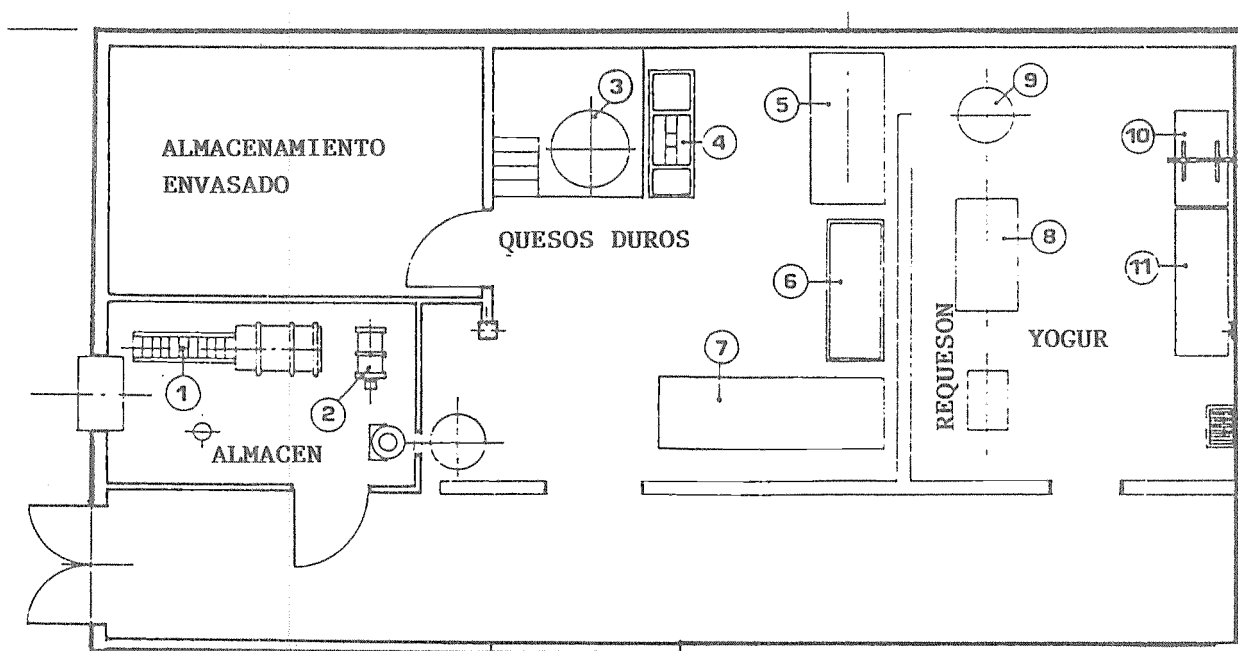 ALMACENAMIENTO
ENVASADO
3
4
5
9
10
QUESOS DUROS
6
8
11
REQUESON
YOGUR
7
1
2
ALMACEN